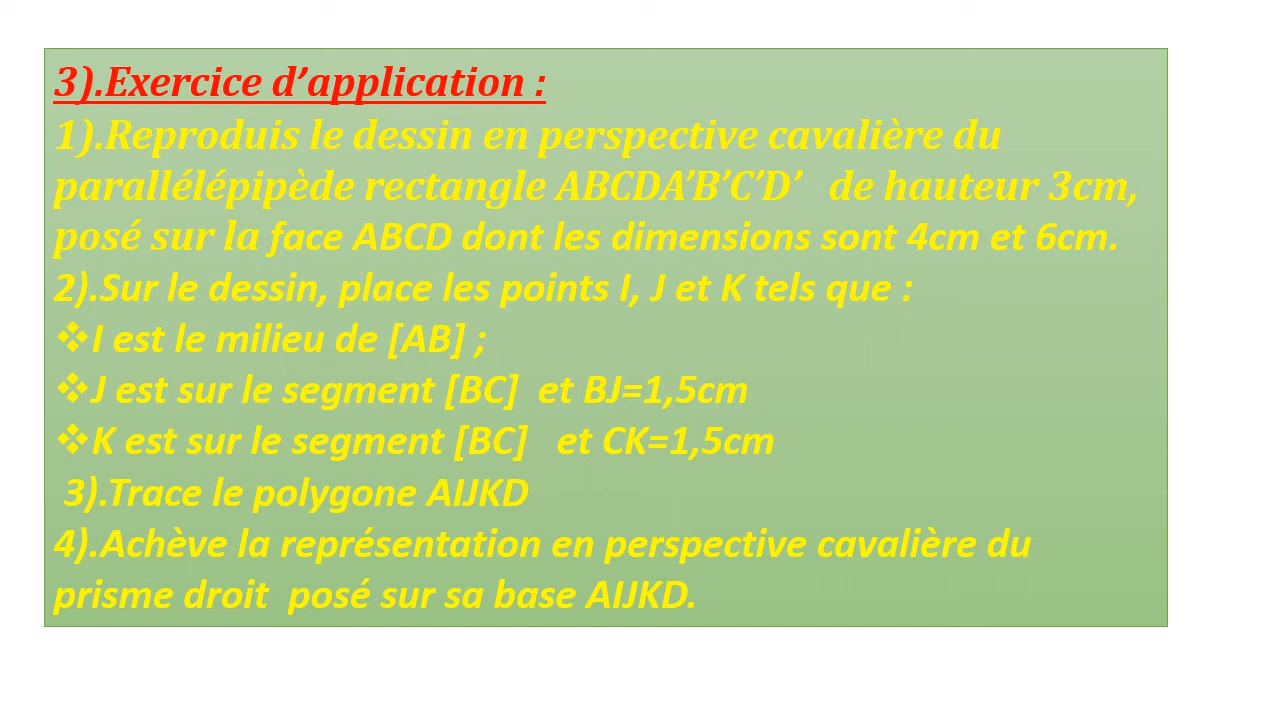 3).Exercice d’application :
1).Reproduis le dessin en perspective cavalière du
parallélépipède rectangle ABCDA’B’C’D’ de hauteur 3cm,
posé sur la face ABCD dont les dimensions sont 4cm et 6cm.
2).Sur le dessin, place les points I, J et K tels que :
❖I est le milieu de [AB] ;
❖J est sur le segment [BC] et BJ=1,5cm
❖K est sur le segment [BC] et CK=1,5cm
3).Trace le polygone AIJKD
4).Achève la représentation en perspective cavalière du
prisme droit posé sur sa base AIJKD.